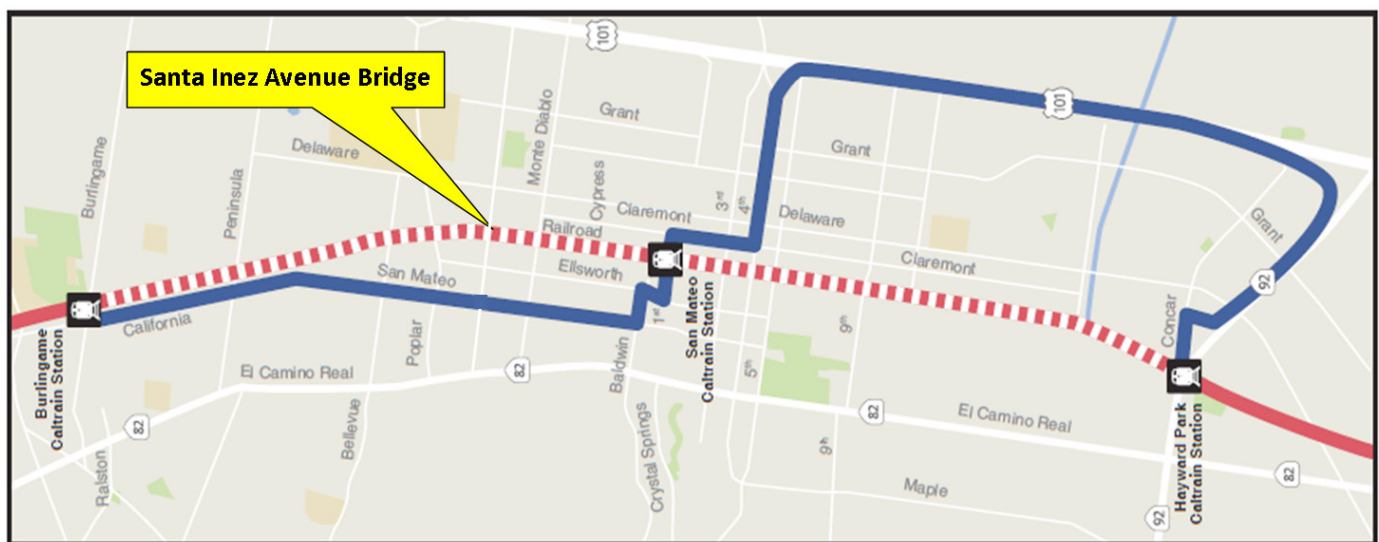 101
Santa Inez Avenue Bridge
101
Grant
Monte Diablo
Burlingame
Delaware
Grant
Peninsula
Cypress
3rd
4th
Claremont
Delaware
Grant
Railroad
Claremont
Ellsworth
San Mateo
92
California
1st
San Mateo
Caltrain Station
Concar
Poplar
9th
Burlingame
Caltrain Station
Baldwin
5th
El Camino Real
82
82
El Camino Real
82
Bellevue
Crystal Springs
9th
Hayward Park
Caltrain Station
Ralston
Maple
82
92